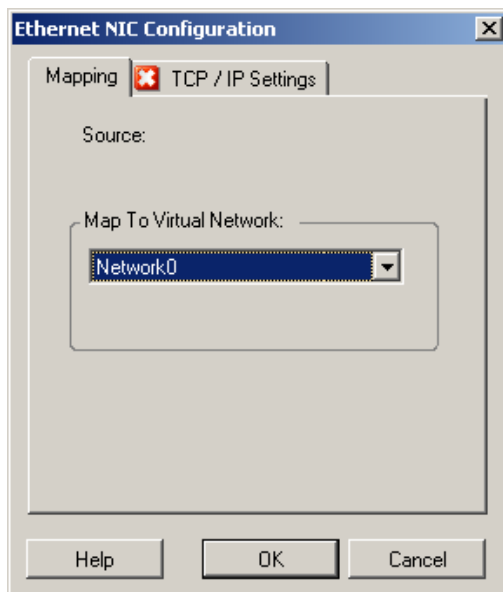 Ethernet NIC Configuration
Mapping TCP / IP Settings
Source:
Map To Virtual Network:
Network0
Help OK Cancel